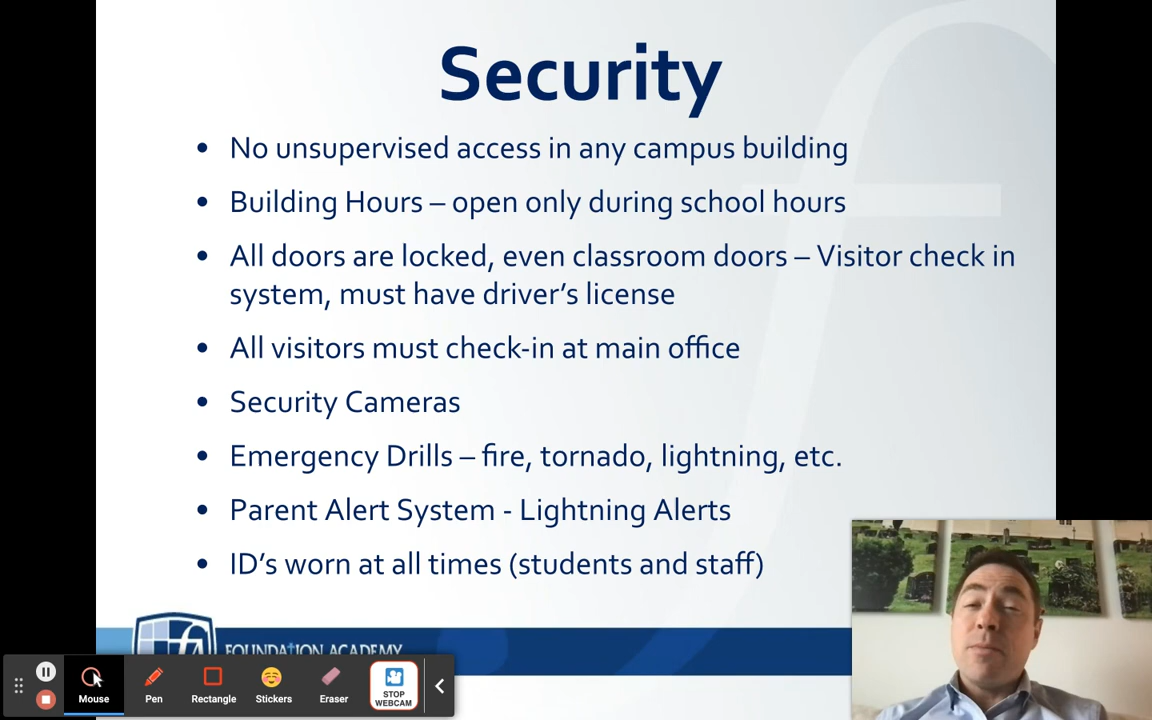 Security
• No unsupervised access in any campus building
• Building Hours – open only during school hours
• All doors are locked, even classroom doors – Visitor check in
system, must have driver's license
• All visitors must check-in at main office
• Security Cameras
• Emergency Drills – fire, tornado, lightning, etc.
• Parent Alert System - Lightning Alerts
• ID's worn at all times (students and staff)
fa
FOUNDATION ACADEMY
Mouse
Pen
Rectangle
Stickers
Eraser
STOP
WEBCAM